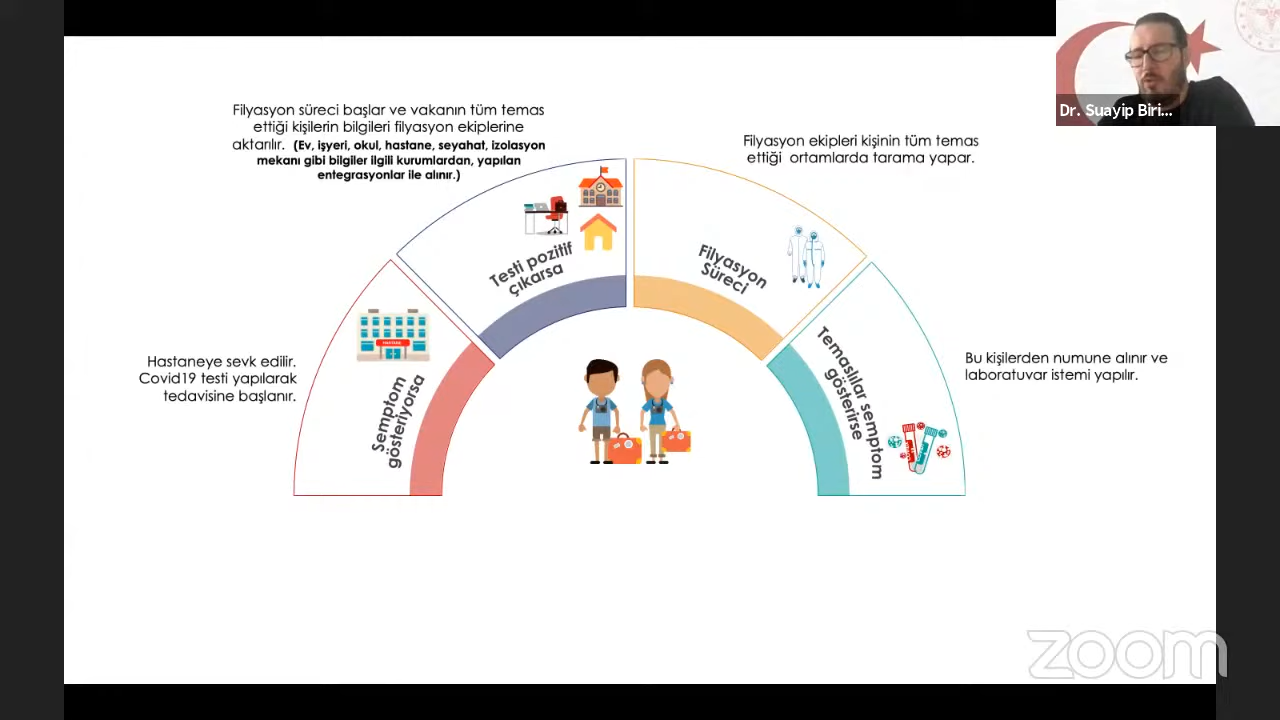 Filyasyon süreci başlar ve vakanın tüm temas
ettiği kişilerin bilgileri filyasyon ekiplerine
aktarılır. (Ev, işyeri, okul, hastane, seyahat, izolasyon
mekanı gibi bilgiler ilgili kurumlardan, yapılan
entegrasyonlar ile alınır.)
Filyasyon ekipleri kişinin tüm temas
ettiği ortamlarda tarama yapar.
Testi pozitif
çıkarsa
Filyasyon
Süreci
Hastaneye sevk edilir.
Covid19 testi yapılarak
tedavisine başlanır.
HASTANE
Semptom
gösteriyorsa
Temaslılar semptom
gösterirse
Bu kişilerden numune alınır ve
laboratuvar istemi yapılır.
Dr. Suayip Biri...
zoom